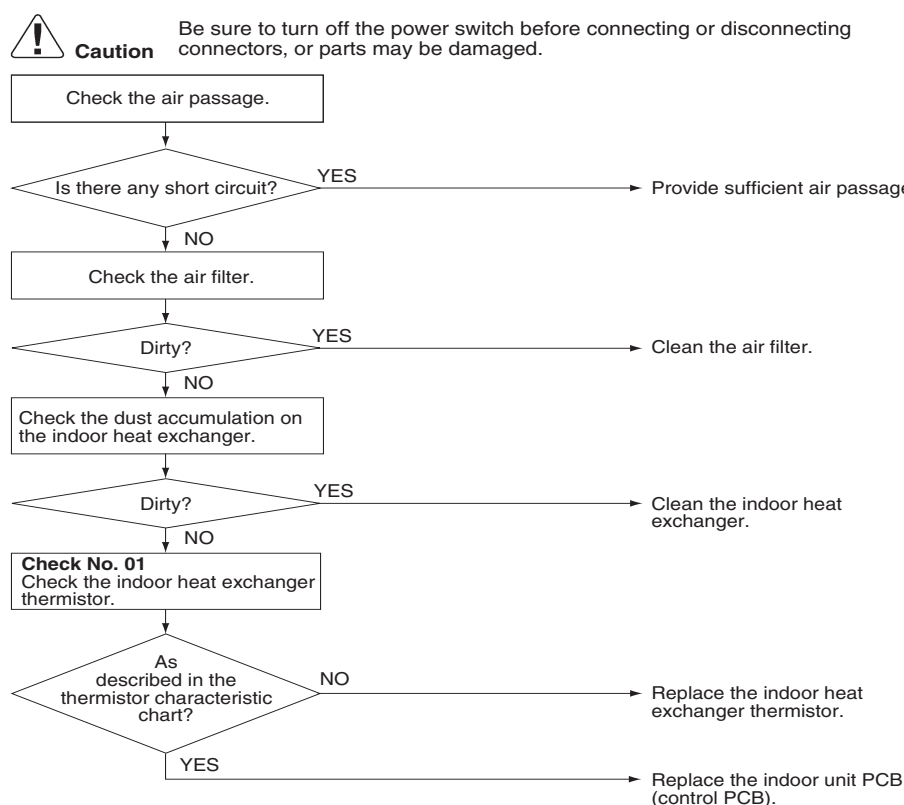 Be sure to turn off the power switch before connecting or disconnecting
Caution connectors, or parts may be damaged.
Check the air passage.
Is there any short circuit?
YES
Provide sufficient air passage
NO
Check the air filter.
Dirty?
YES
Clean the air filter.
NO
Check the dust accumulation on
the indoor heat exchanger.
Dirty?
YES
Clean the indoor heat
exchanger.
NO
Check No. 01
Check the indoor heat exchanger
thermistor.
As
described in the
thermistor characteristic
chart?
NO
Replace the indoor heat
exchanger thermistor.
YES
Replace the indoor unit PCB
(control PCB).